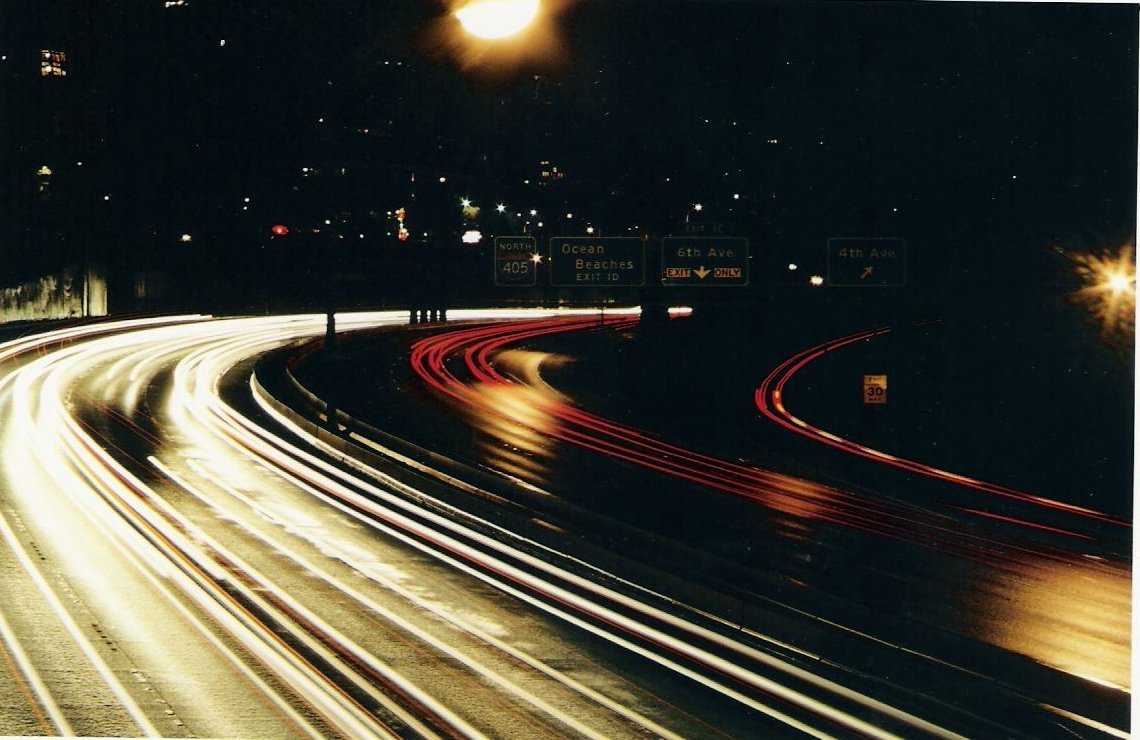 NORTH
405
Ocean
Beaches
EXIT 1D
6th Ave.
EXIT ONLY
4th Ave.
30